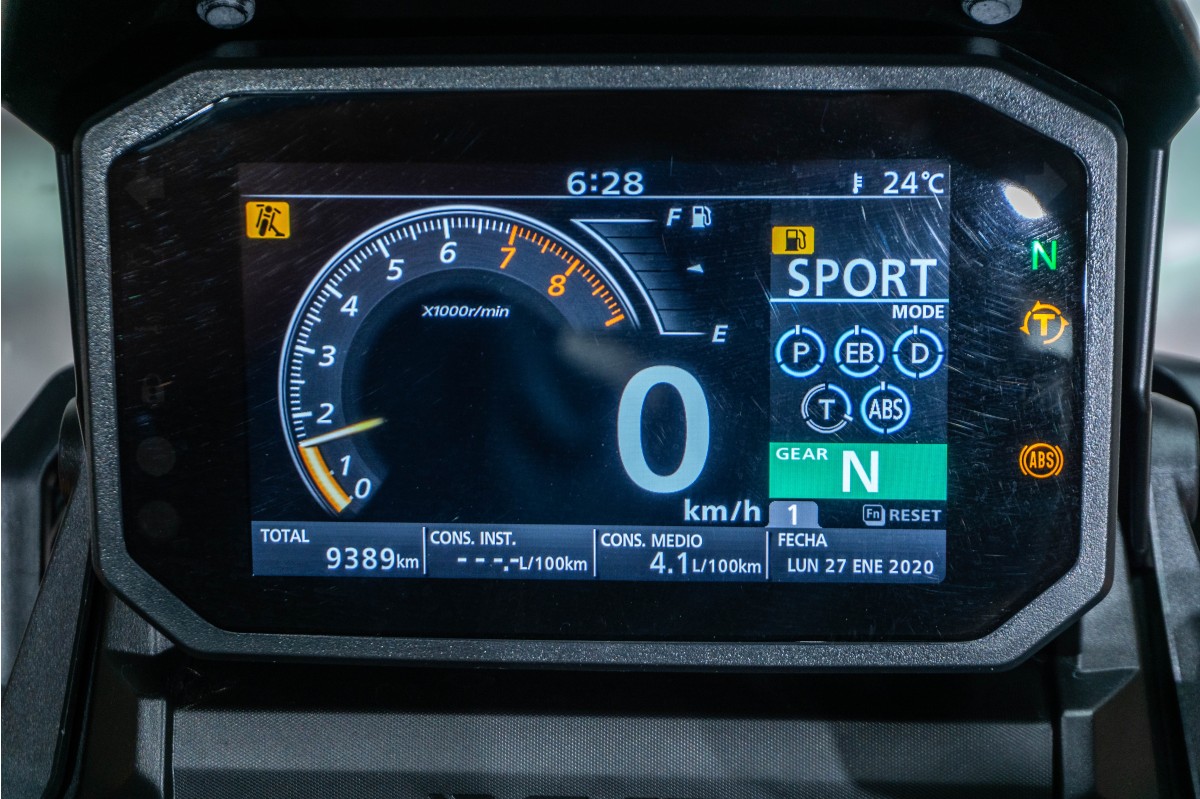 6:28
24℃
F
8
7
6
5
4
3
2
1
0
X1000r/min
E
SPORT
MODE
P EB D
T ABS
0
km/h
GEAR N
1
Fn RESET
TOTAL
9389km
CONS. INST.
---.-L/100km
CONS. MEDIO
4.1L/100km
FECHA
LUN 27 ENE 2020
N
T
ABS